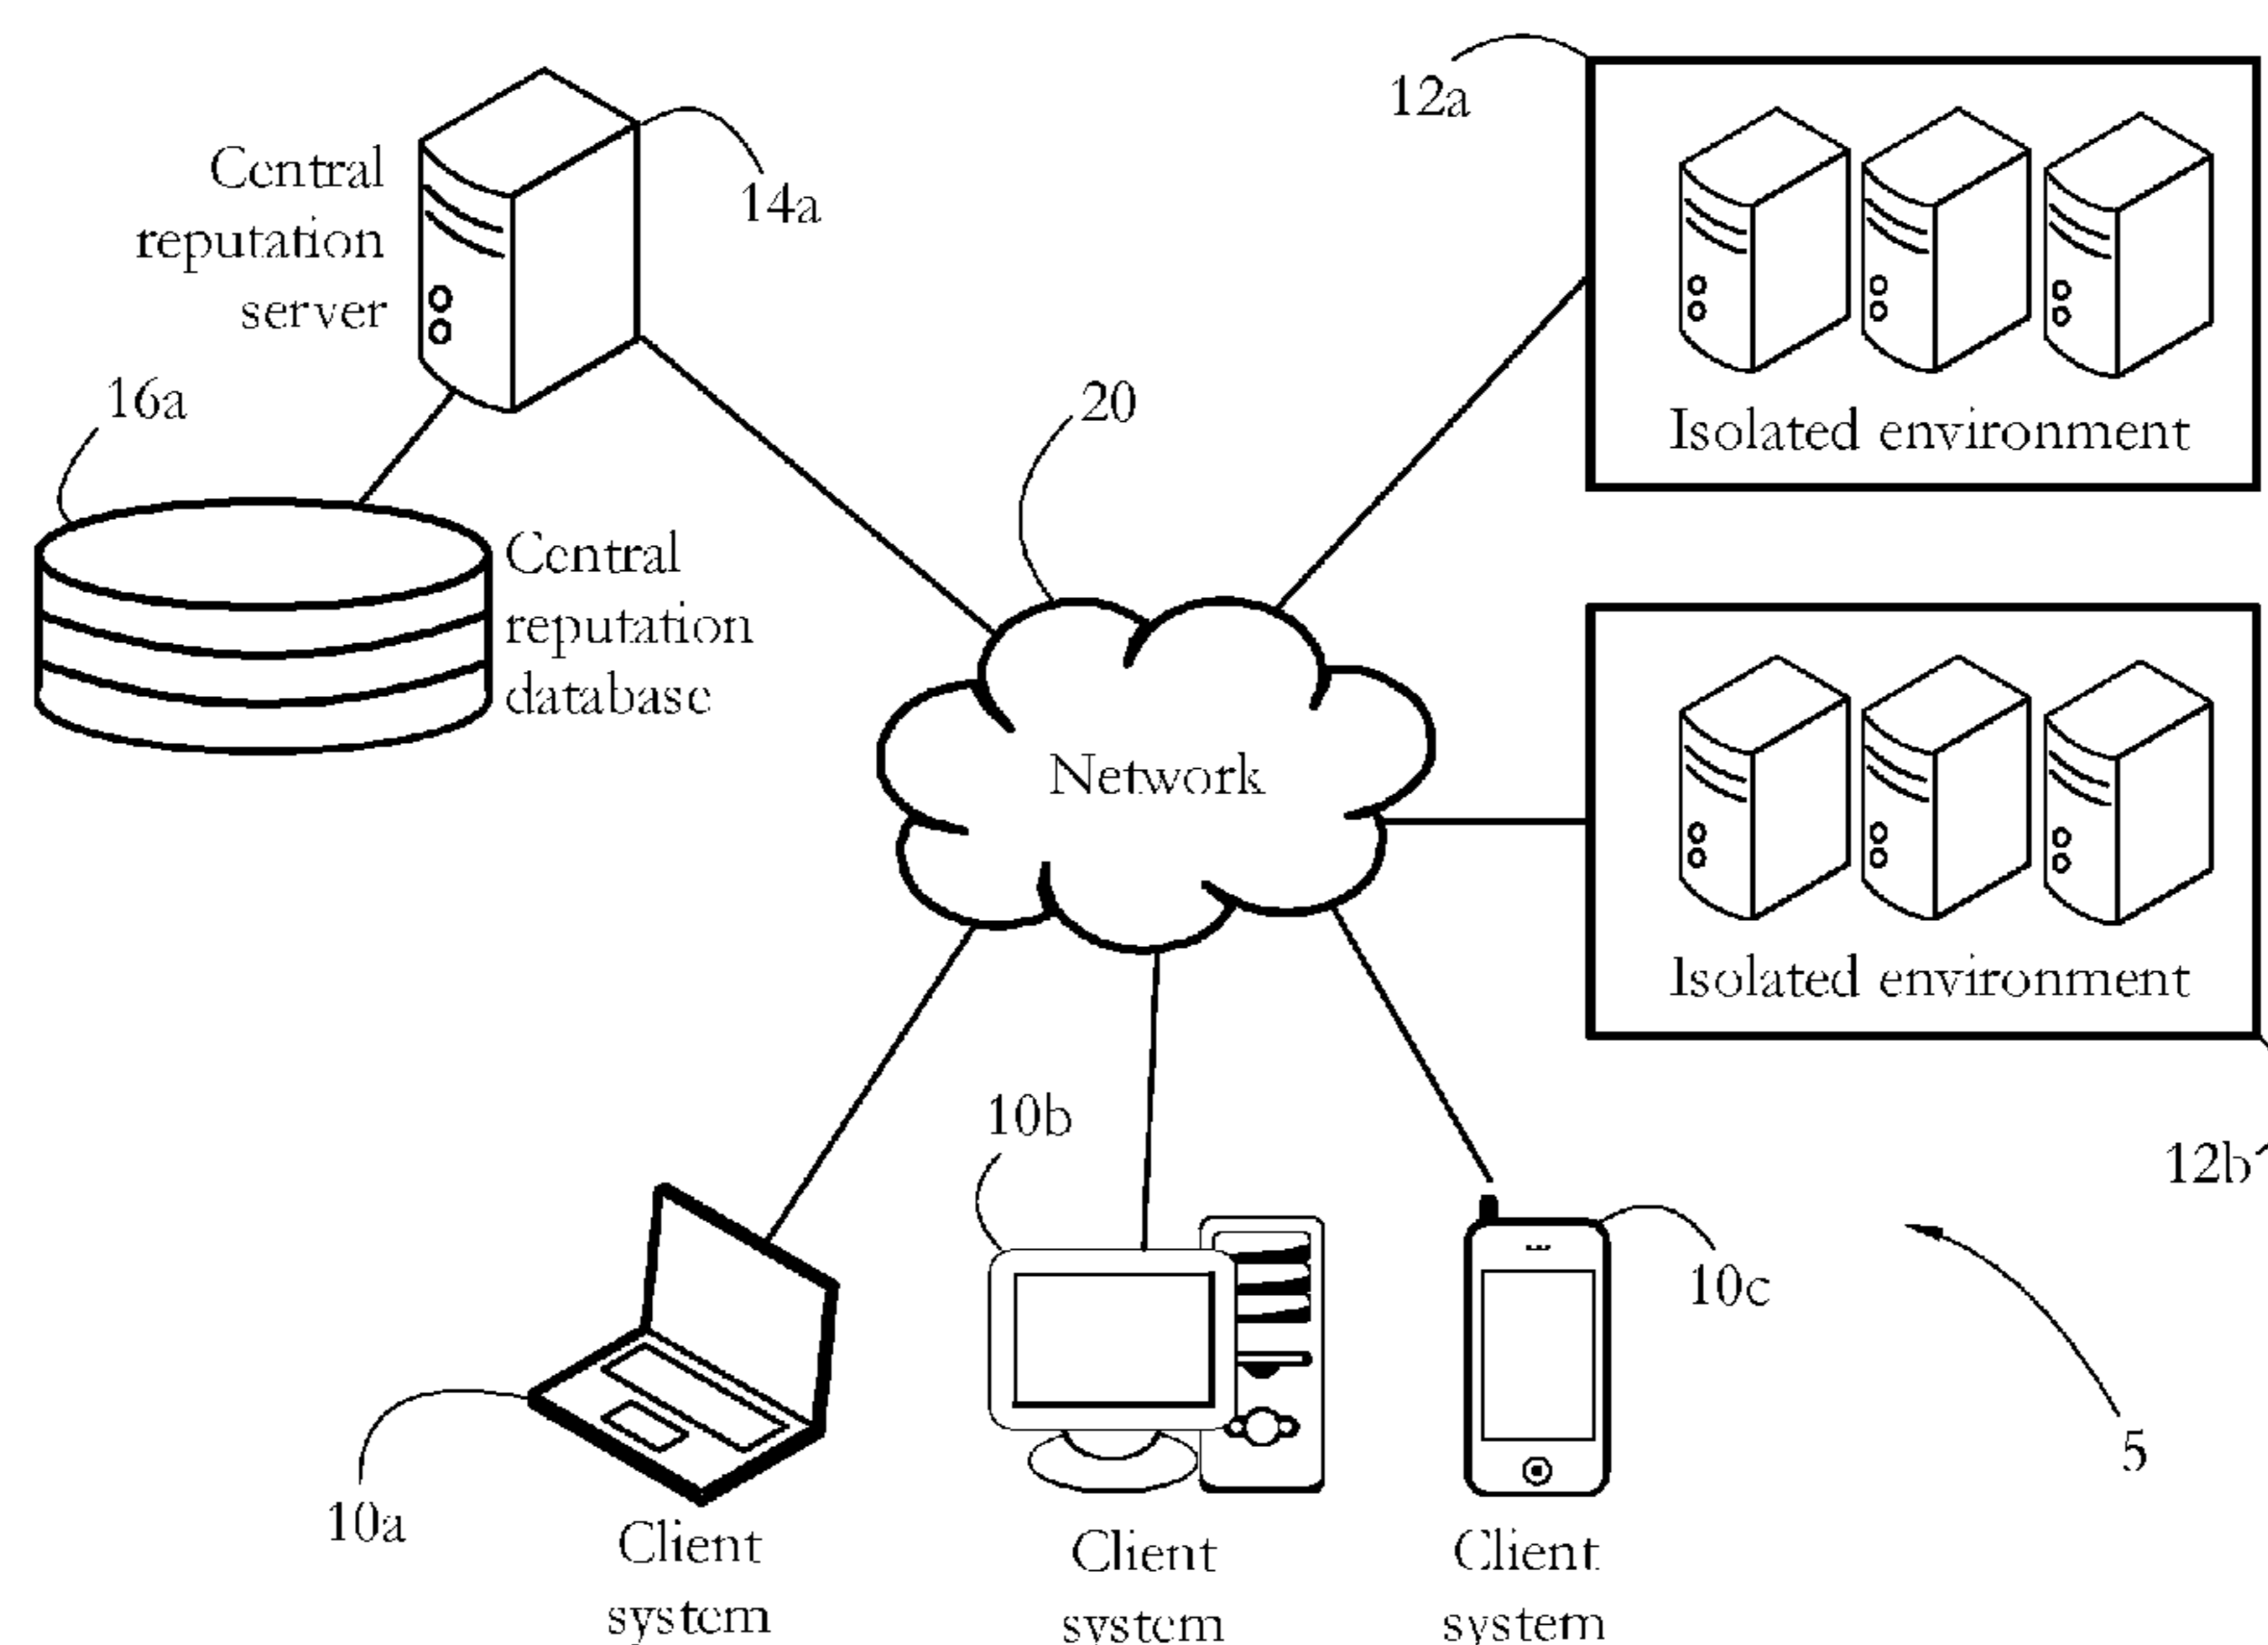 12a
14a
Central
reputation
server
16a
20
Isolated environment
Central
reputation
database
Network
Isolated environment
10b
12b
10c
5
10a
Client
system
Client
system
Client
system